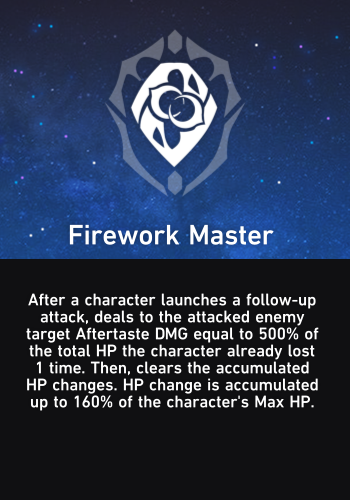 Firework Master
After a character launches a follow-up
attack, deals to the attacked enemy
target Aftertaste DMG equal to 500% of
the total HP the character already lost
1 time. Then, clears the accumulated
HP changes. HP change is accumulated
up to 160% of the character's Max HP.